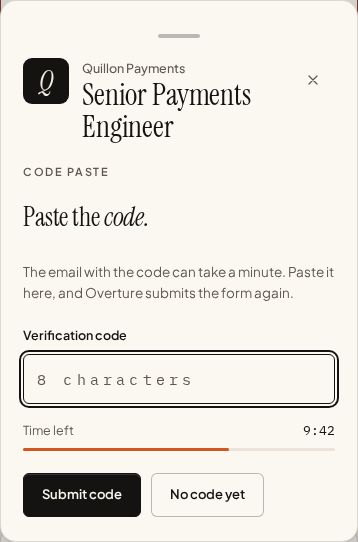 Q
Quillon Payments
Senior Payments
Engineer
CODE PASTE
Paste the code.
The email with the code can take a minute. Paste it
here, and Overture submits the form again.
Verification code
8 characters
Time left 9:42
Submit code No code yet